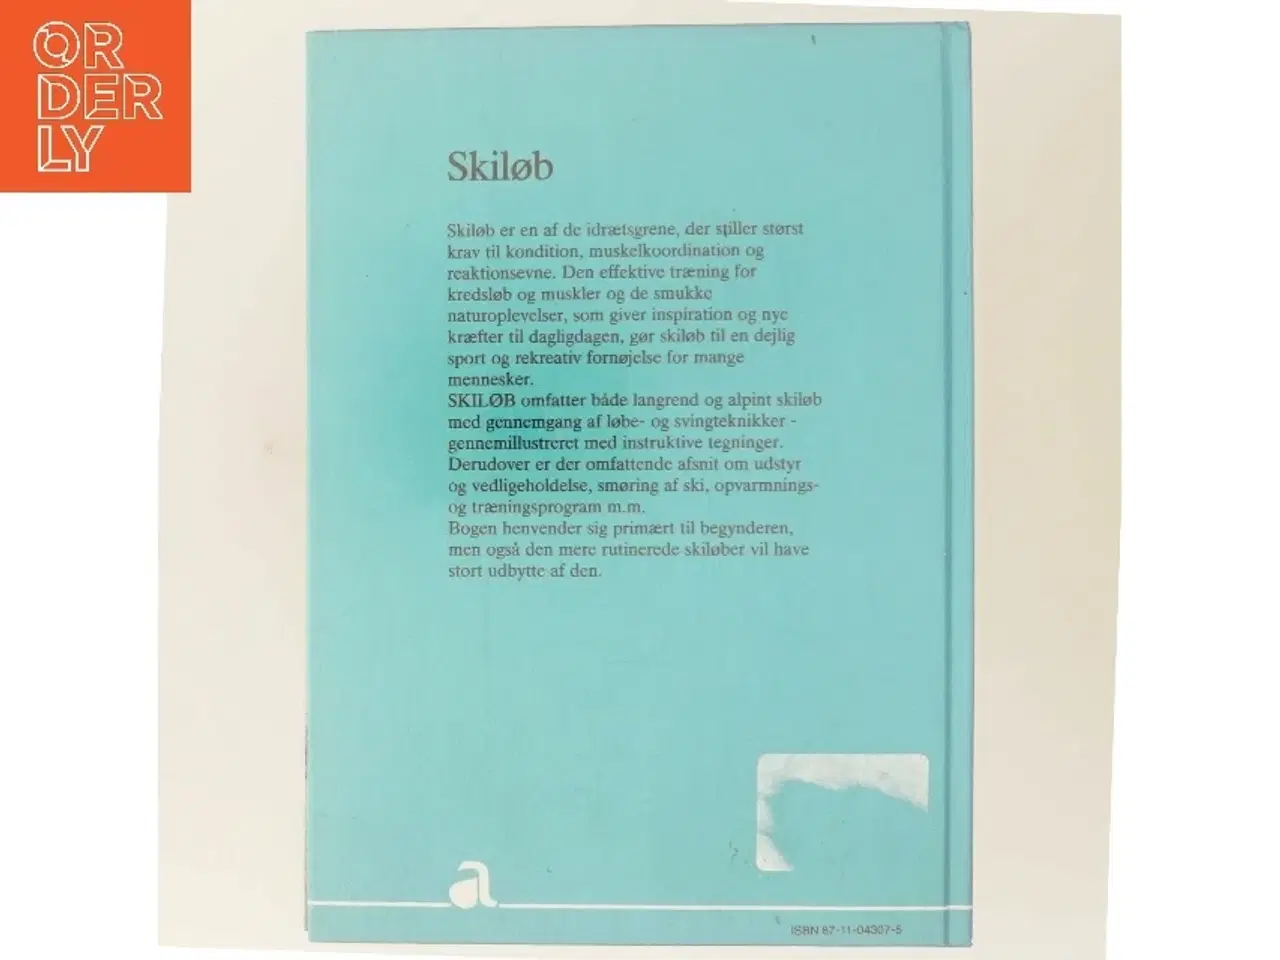 ORDERLY
Skiløb
Skiløb er en af de idrætsgrene, der stiller størst
krav til kondition, muskelkoordination og
reaktionsevne. Den effektive træning for
kredsløb og muskler og de smukke
naturoplevelser, som giver inspiration og nye
kræfter til dagligdagen, gør skiløb til en dejlig
sport og rekreativ fornøjelse for mange
mennesker.
SKILØB omfatter både langrend og alpint skiløb
med gennemgang af løbe- og svingteknikker -
gennemillustreret med instruktive tegninger.
Derudover er der omfattende afsnit om udstyr
og vedligeholdelse, smøring af ski, opvarmnings-
og træningsprogram m.m.
Bogen henvender sig primært til begynderen,
men også den mere rutinerede skiløber vil have
stort udbytte af den.
a
ISBN 87-11-04307-5